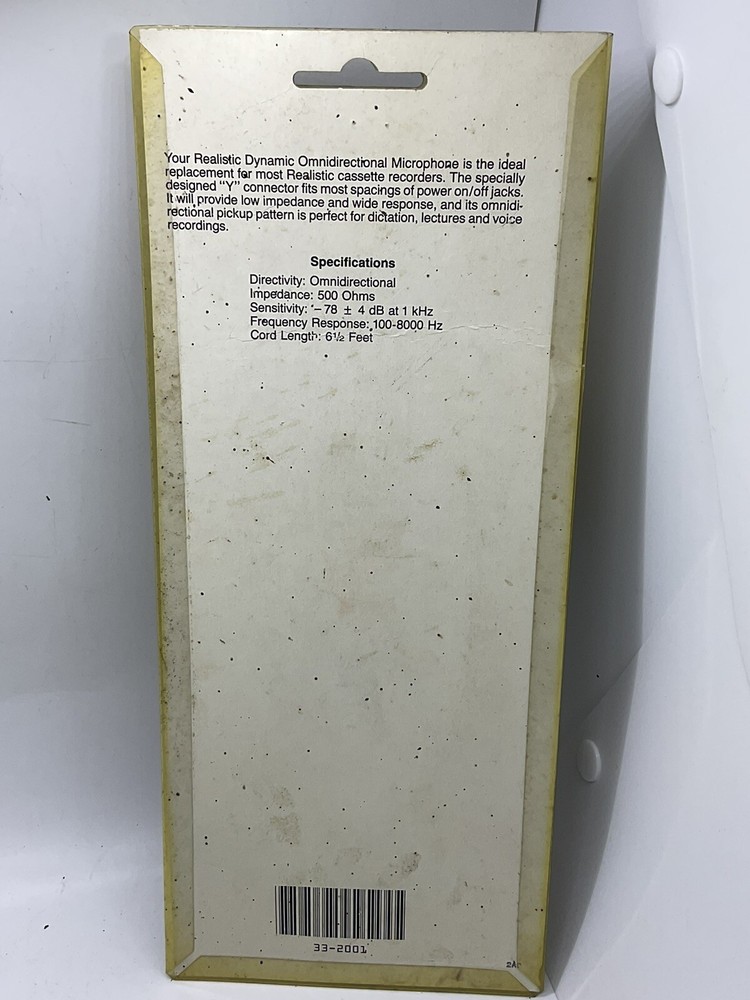 Your Realistic Dynamic Omnidirectional Microphone is the ideal
replacement for most Realistic cassette recorders. The specially
designed "Y" connector fits most spacings of power on/off jacks.
It will provide low impedance and wide response, and its omnidi-
rectional pickup pattern is perfect for dictation, lectures and voice
recordings.
Specifications
Directivity: Omnidirectional
Impedance: 500 Ohms
Sensitivity: −78 ± 4 dB at 1 kHz
Frequency Response: 100-8000 Hz
Cord Length: 6½ Feet
33-2001